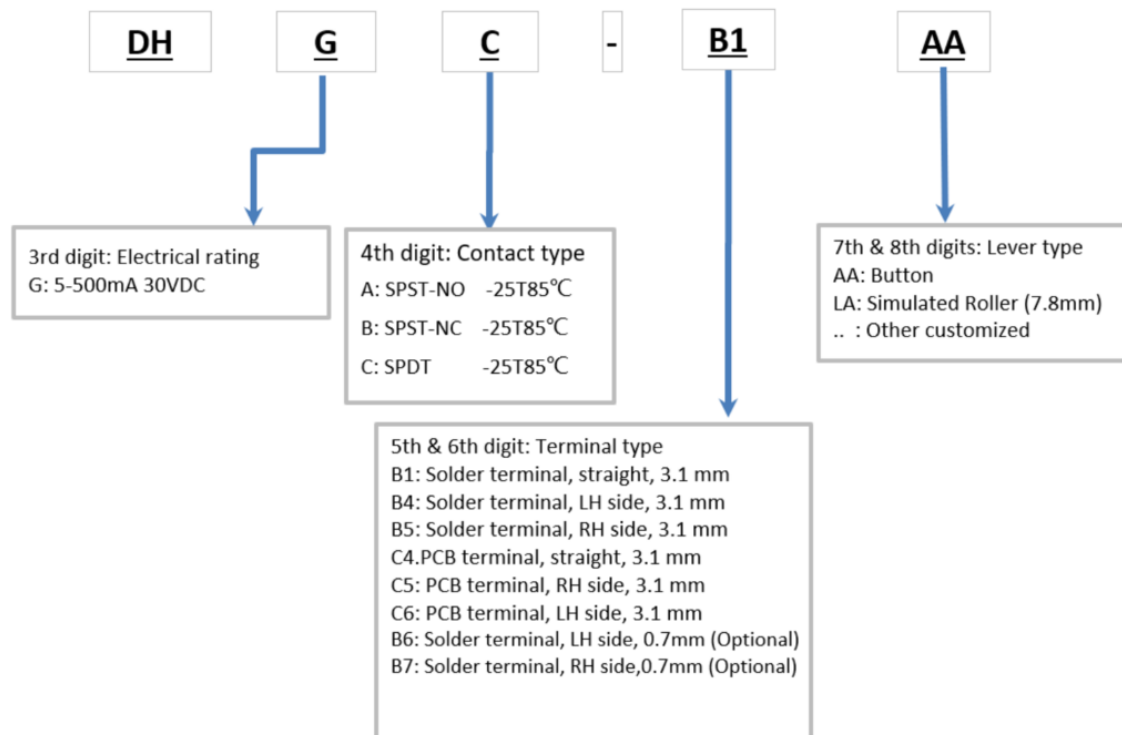 DH G C - B1 AA
3rd digit: Electrical rating
G: 5-500mA 30VDC
4th digit: Contact type
A: SPST-NO -25T85℃
B: SPST-NC -25T85℃
C: SPDT -25T85℃
7th & 8th digits: Lever type
AA: Button
LA: Simulated Roller (7.8mm)
.. : Other customized
5th & 6th digit: Terminal type
B1: Solder terminal, straight, 3.1 mm
B4: Solder terminal, LH side, 3.1 mm
B5: Solder terminal, RH side, 3.1 mm
C4.PCB terminal, straight, 3.1 mm
C5: PCB terminal, RH side, 3.1 mm
C6: PCB terminal, LH side, 3.1 mm
B6: Solder terminal, LH side, 0.7mm (Optional)
B7: Solder terminal, RH side,0.7mm (Optional)